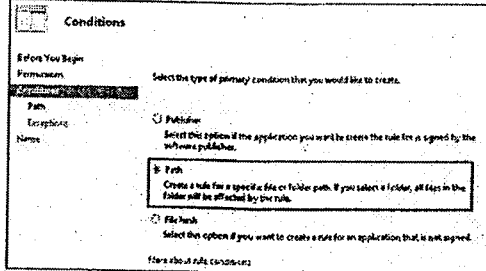 Conditions
Before You Begin
Permissions
Conditions
Path
Exceptions
Name
Select the type of primary condition that you would like to create.
Publisher
Select this option if the application you want to create the rule for is signed by the
software publisher.
Path
Create a rule for a specific file or folder path. If you select a folder, all files in the
folder will be affected by the rule.
File hash
Select this option if you want to create a rule for an application that is not signed.
More about rule conditions